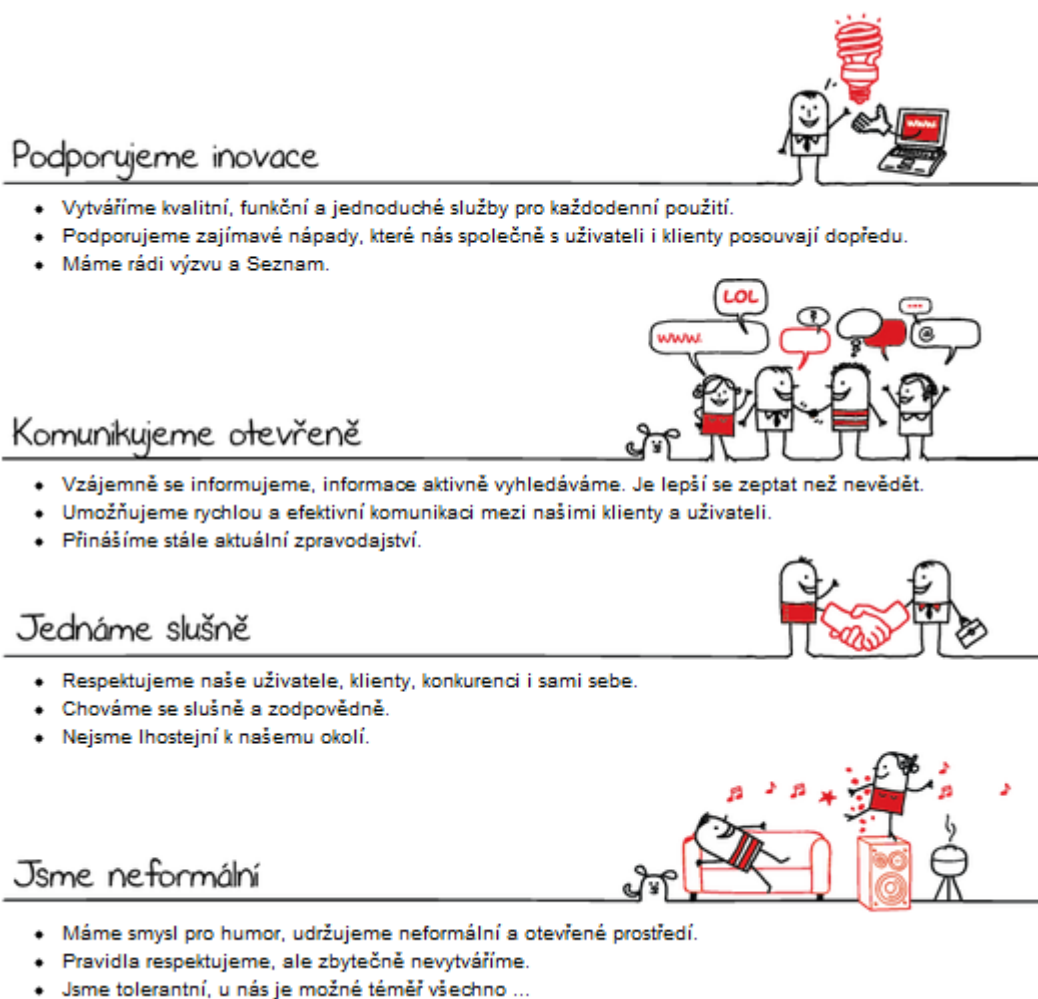 www.
Podporujeme inovace
• Vytváříme kvalitní, funkční a jednoduché služby pro každodenní použití.
• Podporujeme zajímavé nápady, které nás společně s uživateli i klienty posouvají dopředu.
• Máme rádi výzvu a Seznam.
LOL
www.
?
...
@
Komunikujeme otevřeně
• Vzájemně se informujeme, informace aktivně vyhledáváme. Je lepší se zeptat než nevědět.
• Umožňujeme rychlou a efektivní komunikaci mezi našimi klienty a uživateli.
• Přinášíme stále aktuální zpravodajství.
Jednáme slušně
• Respektujeme naše uživatele, klienty, konkurenci i sami sebe.
• Chováme se slušně a zodpovědně.
• Nejsme lhostejní k našemu okolí.
Jsme neformální
• Máme smysl pro humor, udržujeme neformální a otevřené prostředí.
• Pravidla respektujeme, ale zbytečně nevytváříme.
• Jsme tolerantní, u nás je možné téměř všechno ...